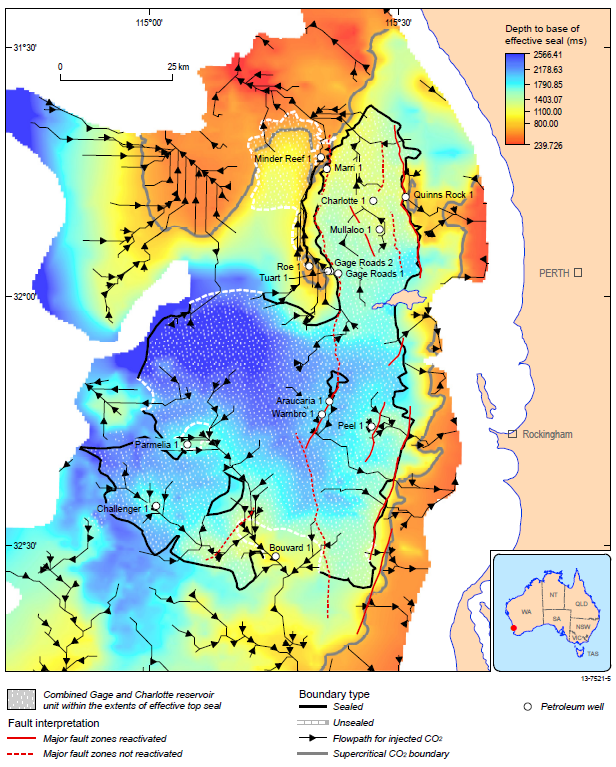 115°00'
115°30'
31°30'
0
25 km
Depth to base of
effective seal (ms)
2566.41
2178.63
1790.85
1403.07
1100.00
800.00
239.726
Minder Reef 1
Marri 1
Charlotte 1
Quinns Rock 1
Mullaloo 1
Roe 1
Gage Roads 2
Tuart 1
Gage Roads 1
PERTH
32°00'
Araucaria 1
Warnbro 1
Peel 1
Rockingham
Parmelia 1
Challenger 1
32°30'
Bouvard 1
NT
QLD
WA
SA
NSW
VIC
TAS
13-7521-5
Combined Gage and Charlotte reservoir
unit within the extents of effective top seal
Fault interpretation
Major fault zones reactivated
Major fault zones not reactivated
Boundary type
Sealed
Unsealed
Flowpath for injected CO₂
Supercritical CO₂ boundary
Petroleum well